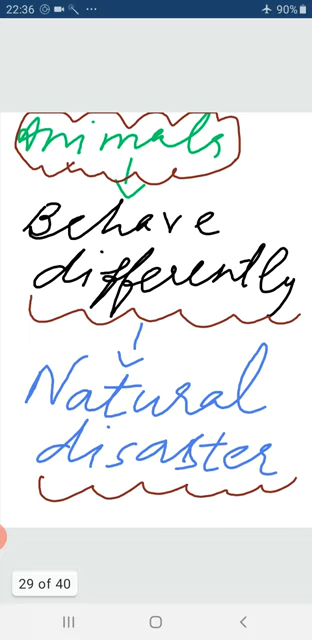 22:36 90%
Animals
Behave
differently
Natural
disaster
29 of 40